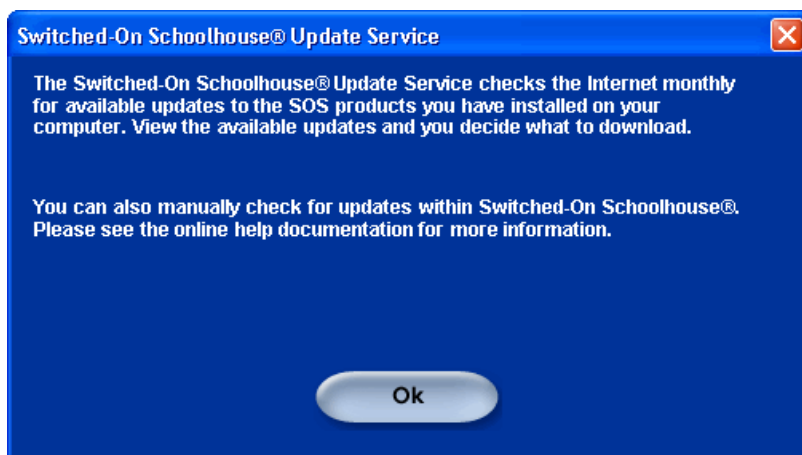 Switched-On Schoolhouse® Update Service
The Switched-On Schoolhouse® Update Service checks the Internet monthly
for available updates to the SOS products you have installed on your
computer. View the available updates and you decide what to download.
You can also manually check for updates within Switched-On Schoolhouse®.
Please see the online help documentation for more information.
Ok